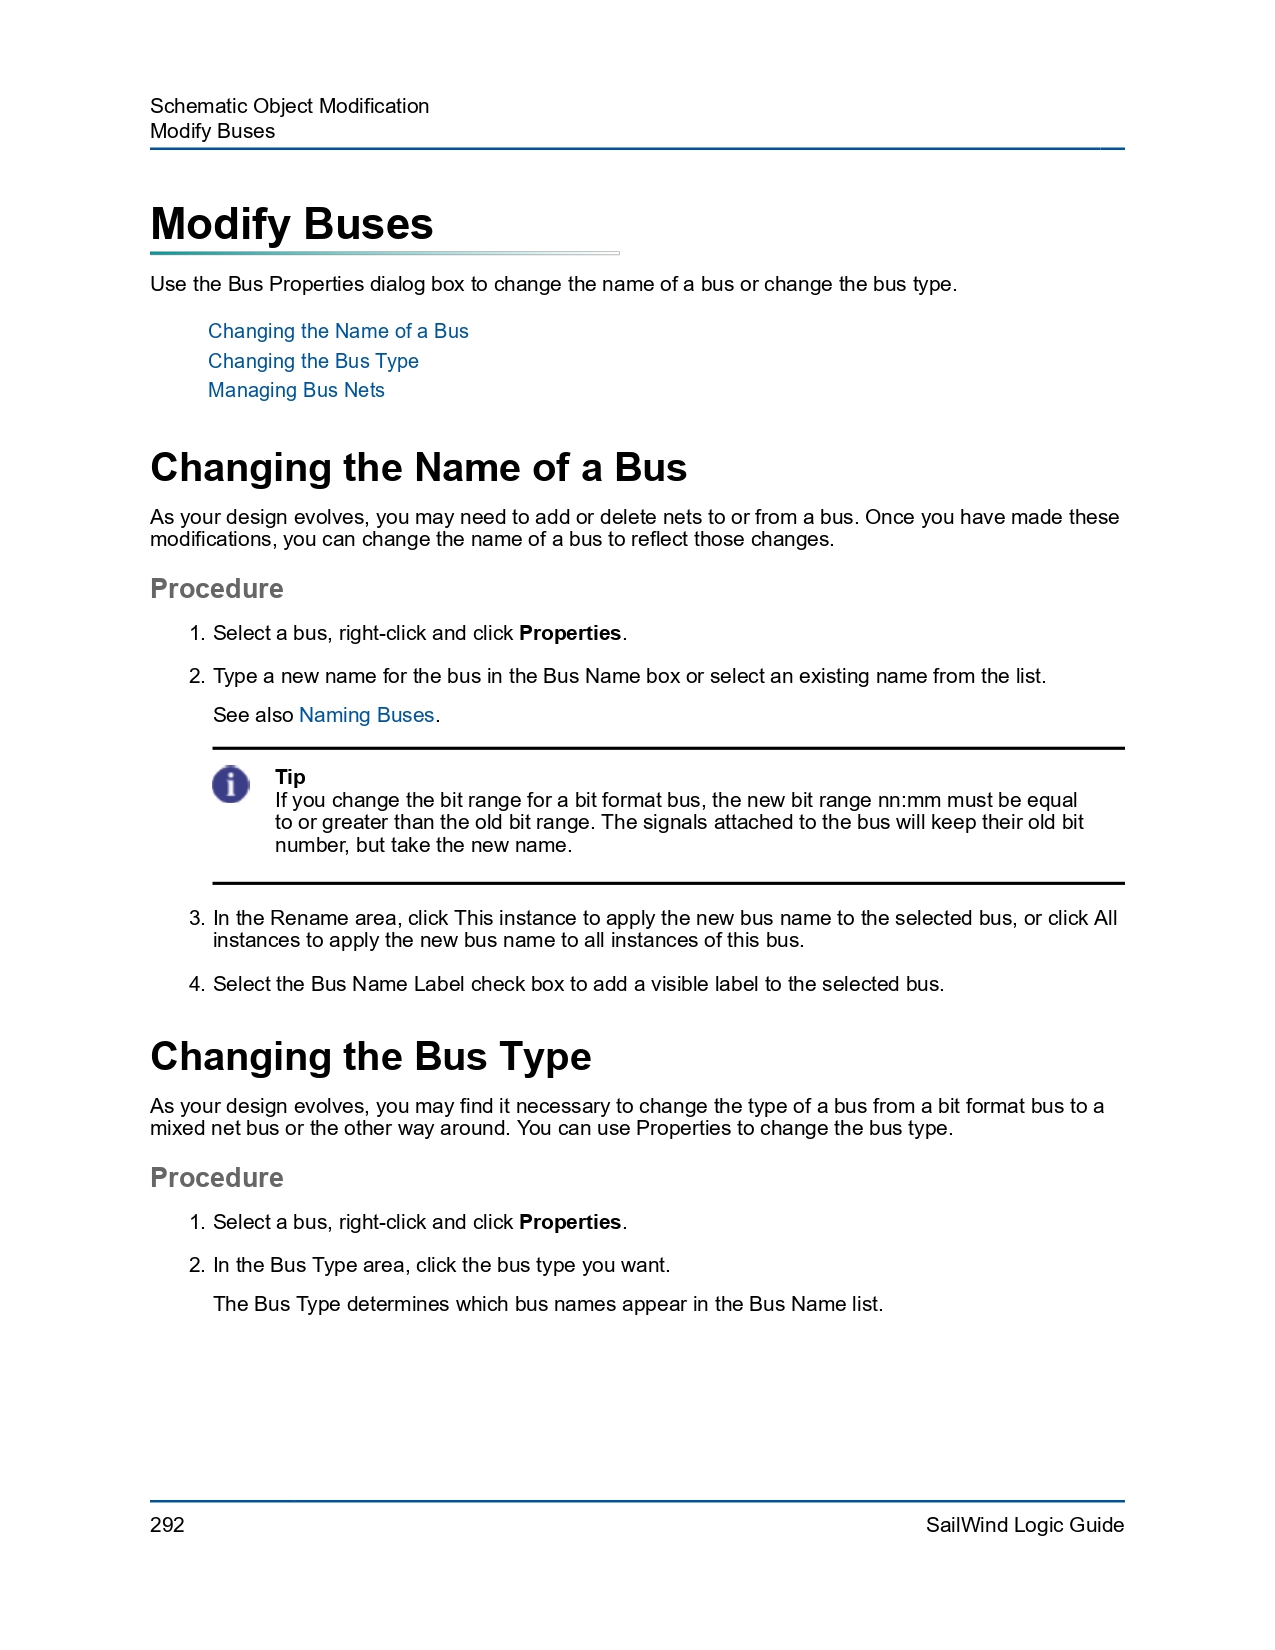 Schematic Object Modification
Modify Buses
Modify Buses
Use the Bus Properties dialog box to change the name of a bus or change the bus type.
Changing the Name of a Bus
Changing the Bus Type
Managing Bus Nets
Changing the Name of a Bus
As your design evolves, you may need to add or delete nets to or from a bus. Once you have made these
modifications, you can change the name of a bus to reflect those changes.
Procedure
1. Select a bus, right-click and click Properties.
2. Type a new name for the bus in the Bus Name box or select an existing name from the list.
See also Naming Buses.
i
Tip
If you change the bit range for a bit format bus, the new bit range nn:mm must be equal
to or greater than the old bit range. The signals attached to the bus will keep their old bit
number, but take the new name.
3. In the Rename area, click This instance to apply the new bus name to the selected bus, or click All
instances to apply the new bus name to all instances of this bus.
4. Select the Bus Name Label check box to add a visible label to the selected bus.
Changing the Bus Type
As your design evolves, you may find it necessary to change the type of a bus from a bit format bus to a
mixed net bus or the other way around. You can use Properties to change the bus type.
Procedure
1. Select a bus, right-click and click Properties.
2. In the Bus Type area, click the bus type you want.
The Bus Type determines which bus names appear in the Bus Name list.
292
SailWind Logic Guide